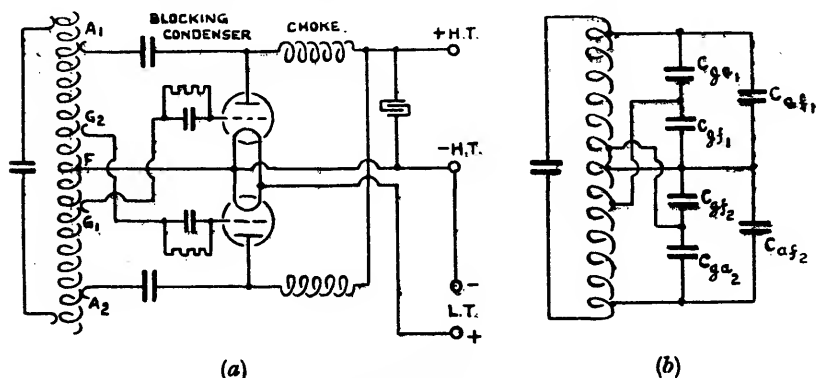 BLOCKING
CONDENSER
CHOKE.
+H.T.
A1
G2
F
G1
A2
-H.T.
-
L.T.
+
(a)
Cga1
Caf1
Cgf1
Cgf2
Caf2
Cga2
(b)